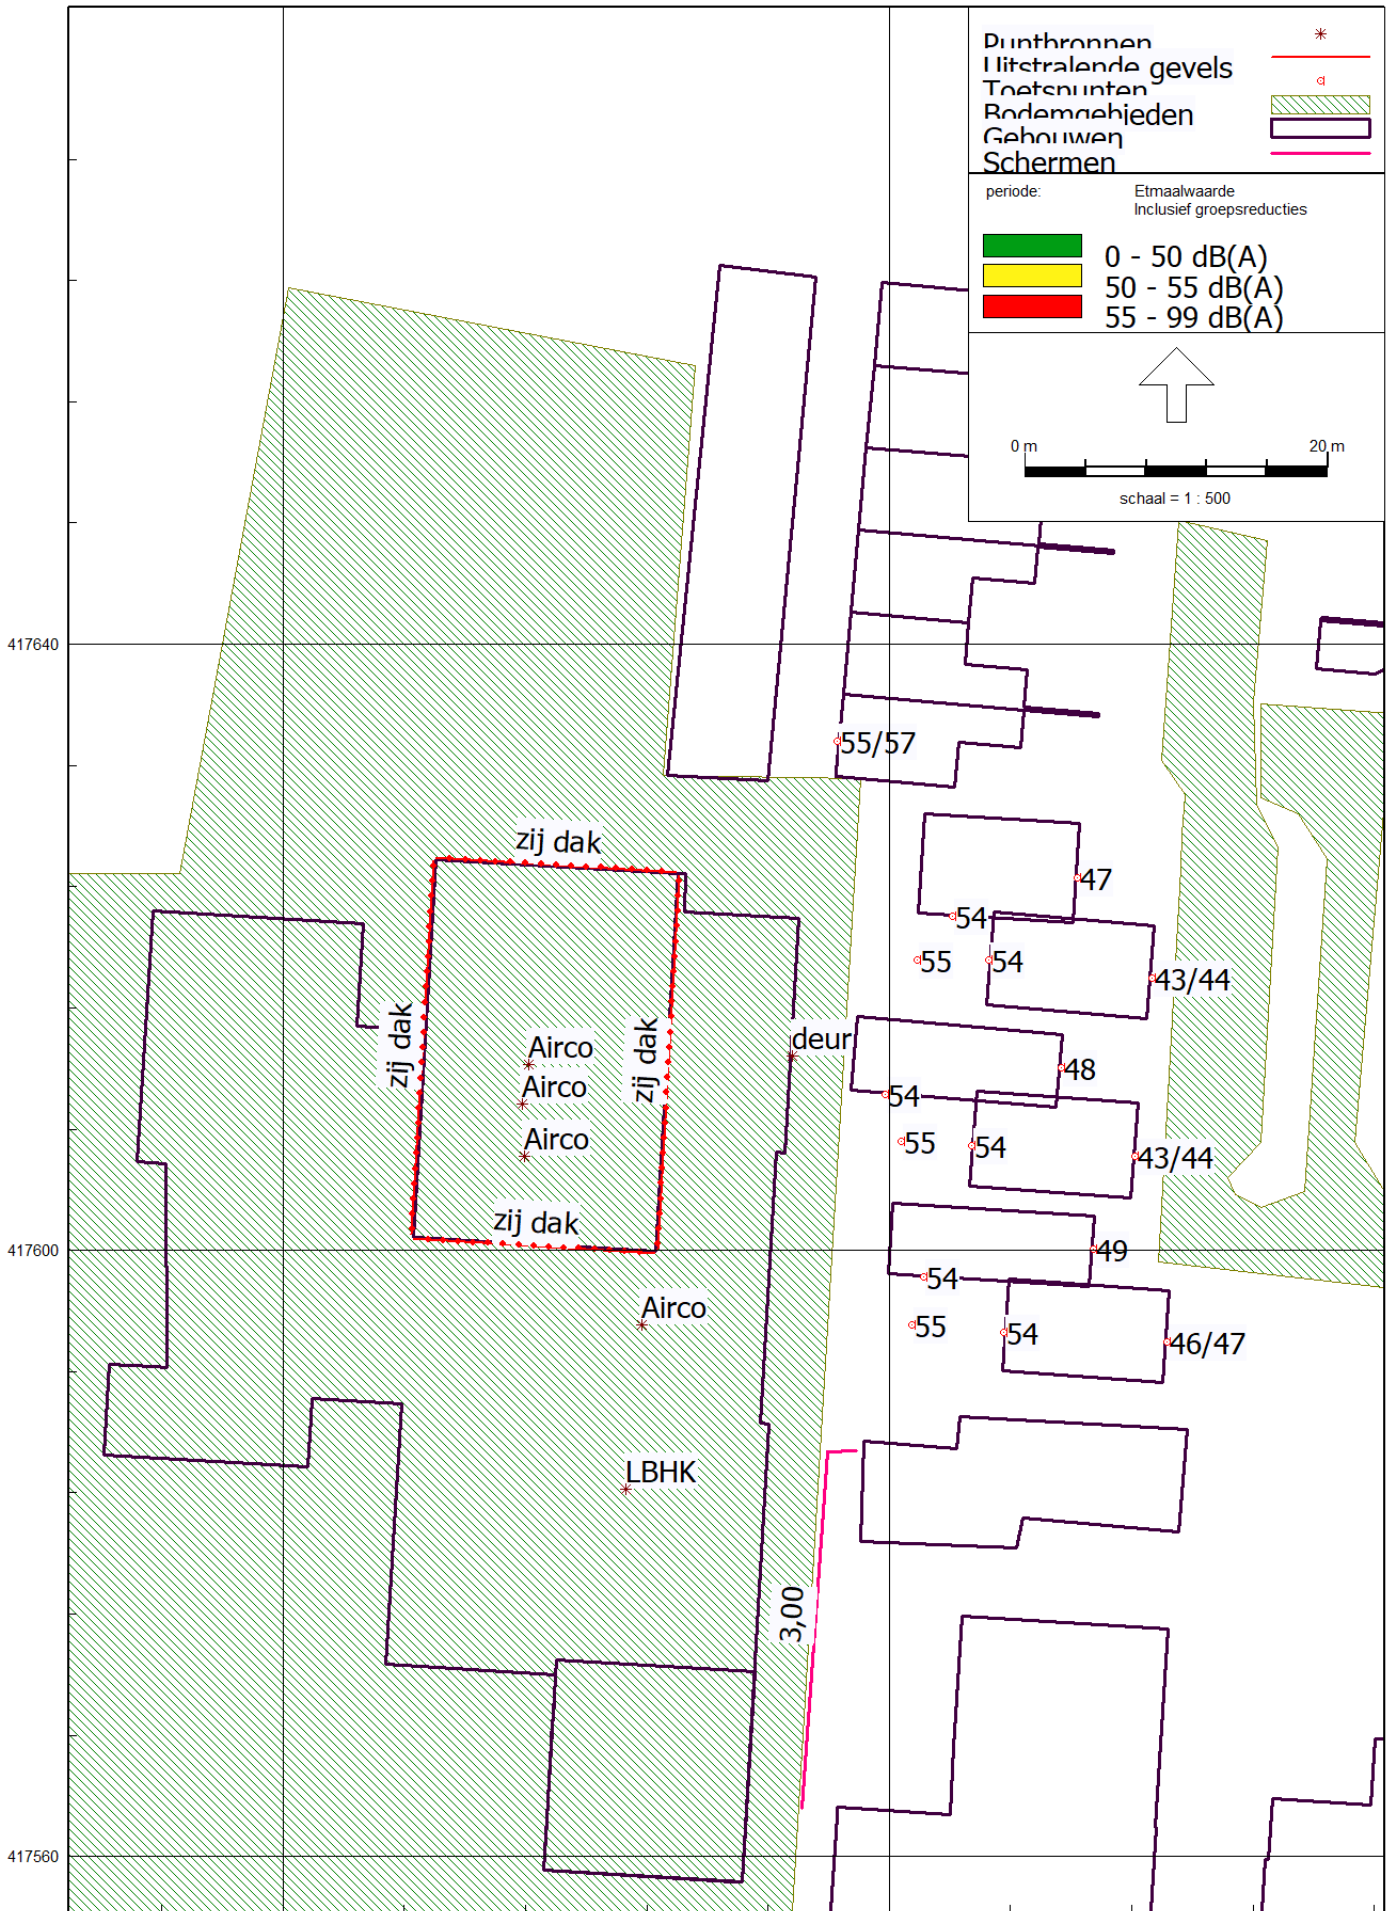 Puntbronnen
Uitstralende gevels
Toetspunten
Bodemgebieden
Gebouwen
Schermen
periode: Etmaalwaarde
Inclusief groepsreducties
0 - 50 dB(A)
50 - 55 dB(A)
55 - 99 dB(A)
0 m 20 m
schaal = 1 : 500
417640
55/57
zij dak
47
54
55
54
43/44
zij dak
zij dak
Airco
deur
Airco
48
54
Airco
55
54
43/44
zij dak
417600
49
54
Airco
55
54
46/47
LBHK
3,00
417560